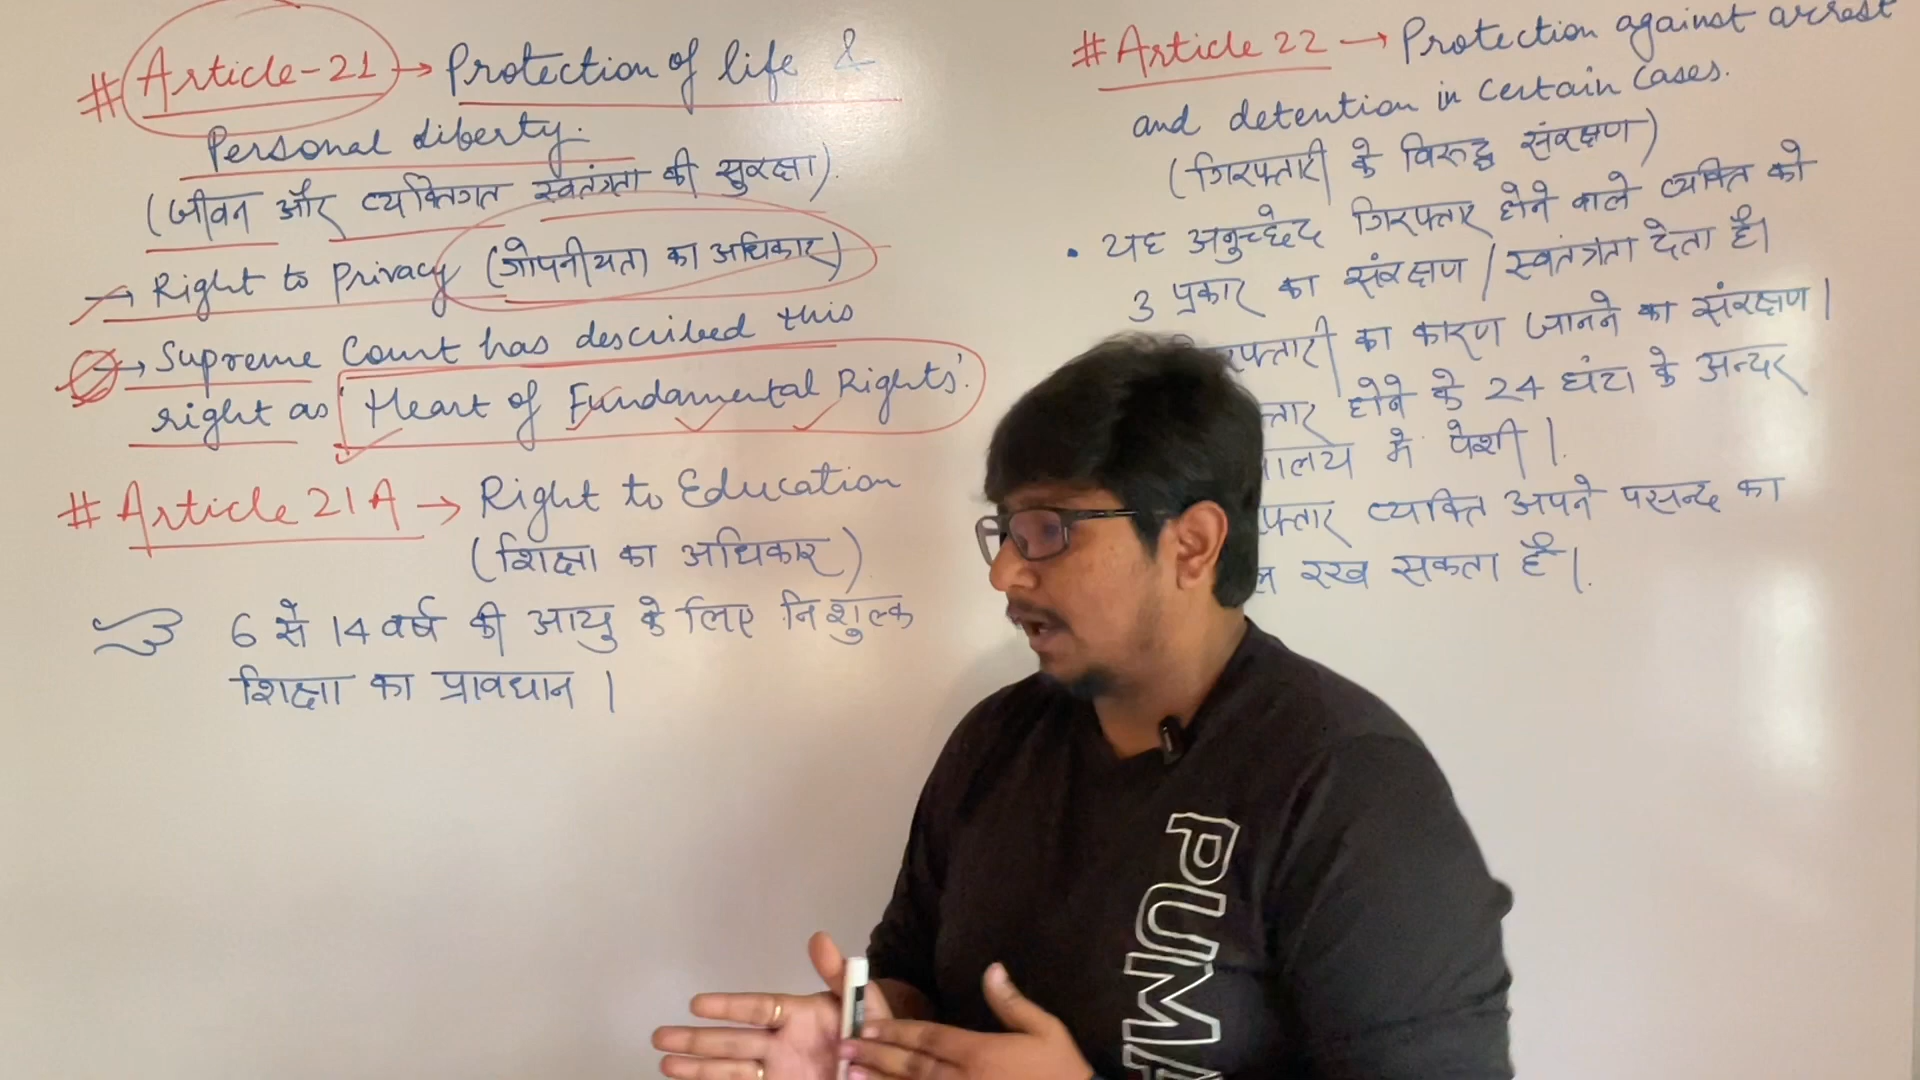 # Article-21 → Protection of life &
Personal liberty.
(जीवन और व्यक्तिगत स्वतंत्रता की सुरक्षा)
→ Right to Privacy (गोपनीयता का अधिकार)
→ Supreme Court has described this
right as 'Heart of Fundamental Rights'.
# Article 21A → Right to Education
(शिक्षा का अधिकार)
6 से 14 वर्ष की आयु के लिए निशुल्क
शिक्षा का प्रावधान |
# Article 22 → Protection against arrest
and detention in certain cases.
(गिरफ्तारी के विरुद्ध संरक्षण)
• यह अनुच्छेद गिरफ्तार होने वाले व्यक्ति को
3 प्रकार का संरक्षण / स्वतंत्रता देता है।
का कारण जानने का संरक्षण |
होने के 24 घंटा के अन्दर
में पेशी |
व्यक्ति अपने पसन्द का
रख सकता है |
PUMA